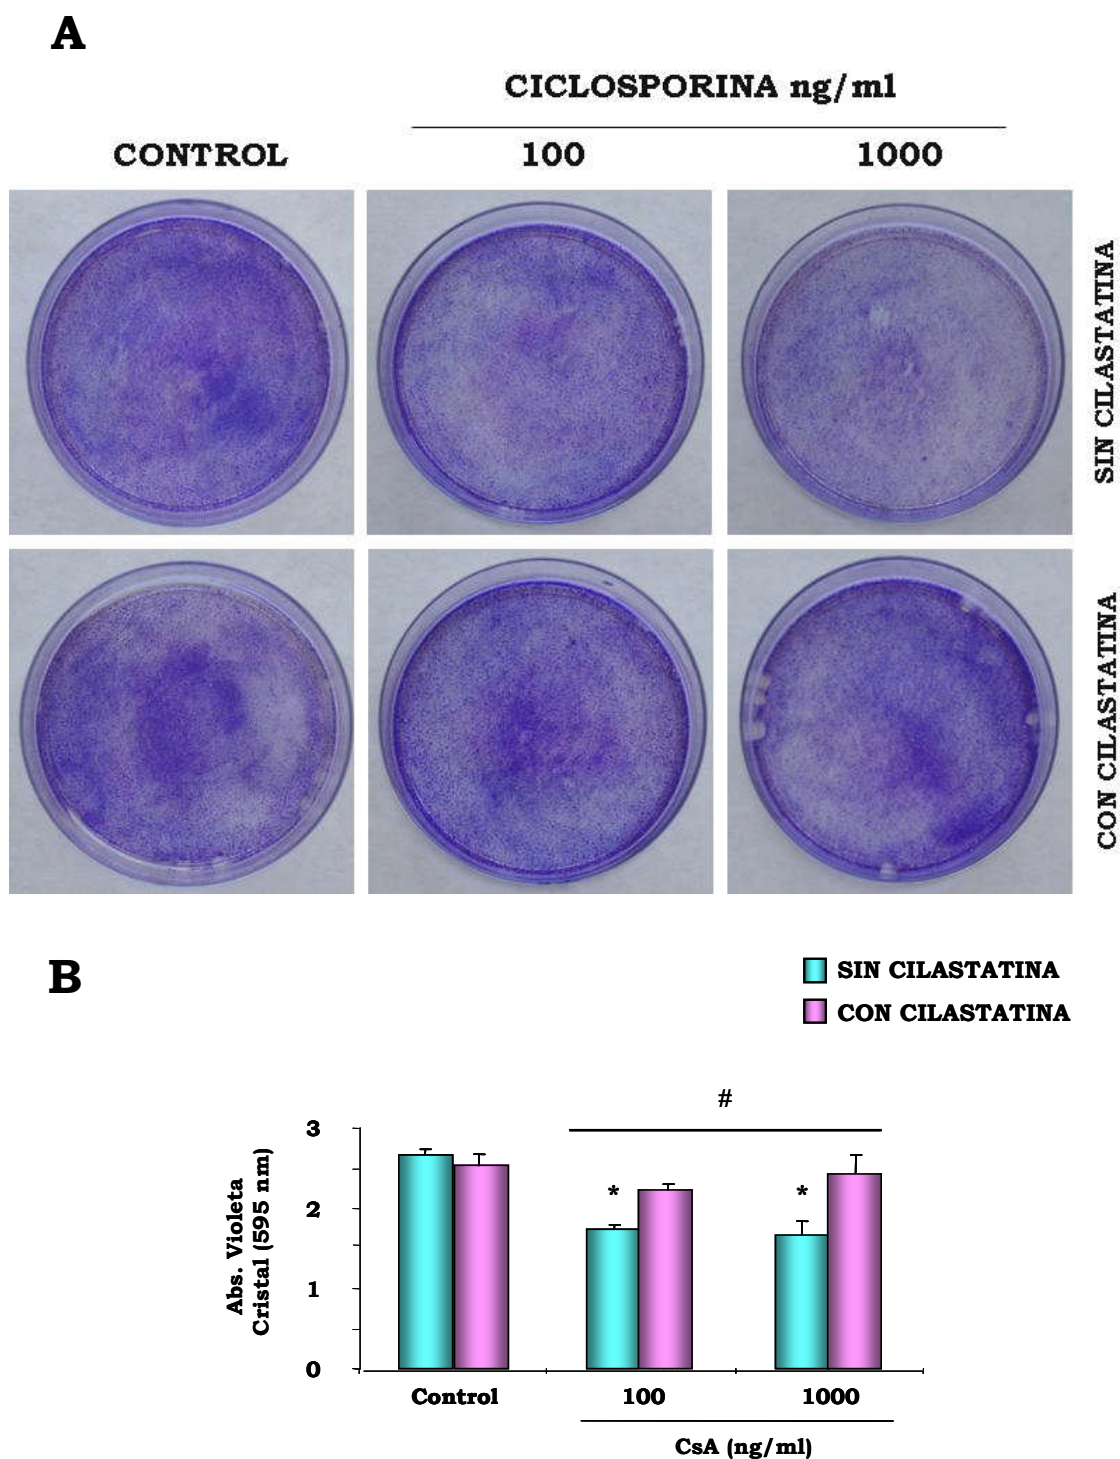 A
CICLOSPORINA ng/ml
CONTROL
100
1000
SIN CILASTATINA
CON CILASTATINA
B
SIN CILASTATINA
CON CILASTATINA
#
3
2
1
0
Abs. Violeta
Cristal (595 nm)
*
*
Control
100
1000
CsA (ng/ml)